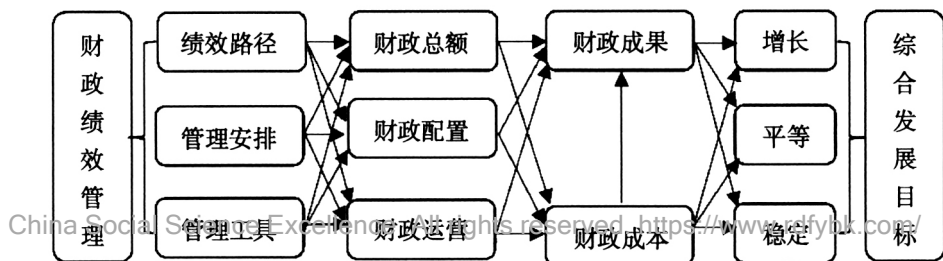 财政绩效管理
绩效路径
管理安排
管理工具
财政总额
财政配置
财政运营
财政成果
财政成本
增长
平等
稳定
综合发展目标
China Social Science Excellence. All rights reserved. https://www.rdfybk.com/